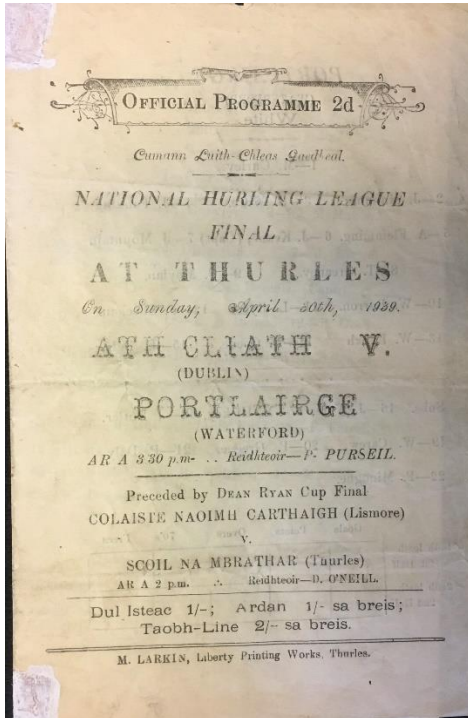 OFFICIAL PROGRAMME 2d
Cumann Luith-Chleas Gaedheal.
NATIONAL HURLING LEAGUE
FINAL
AT THURLES
On Sunday, April 30th, 1939.
ATH CLIATH V.
(DUBLIN)
PORTLAIRGE
(WATERFORD)
AR A 3 30 p.m- . . Reidhteoir— P- PURSEIL.
Preceded by DEAN RYAN Cup Final
COLAISTE NAOIMH CARTHAIGH (Lismore)
V.
SCOIL NA MBRATHAR (Thurles)
AR A 2 p.m. ∴ Reidhteoir—D. O'NEILL.
Dul Isteac 1/-; Ardan 1/- sa breis;
Taobh-Line 2/- sa breis.
M. LARKIN, Liberty Printing Works, Thurles.